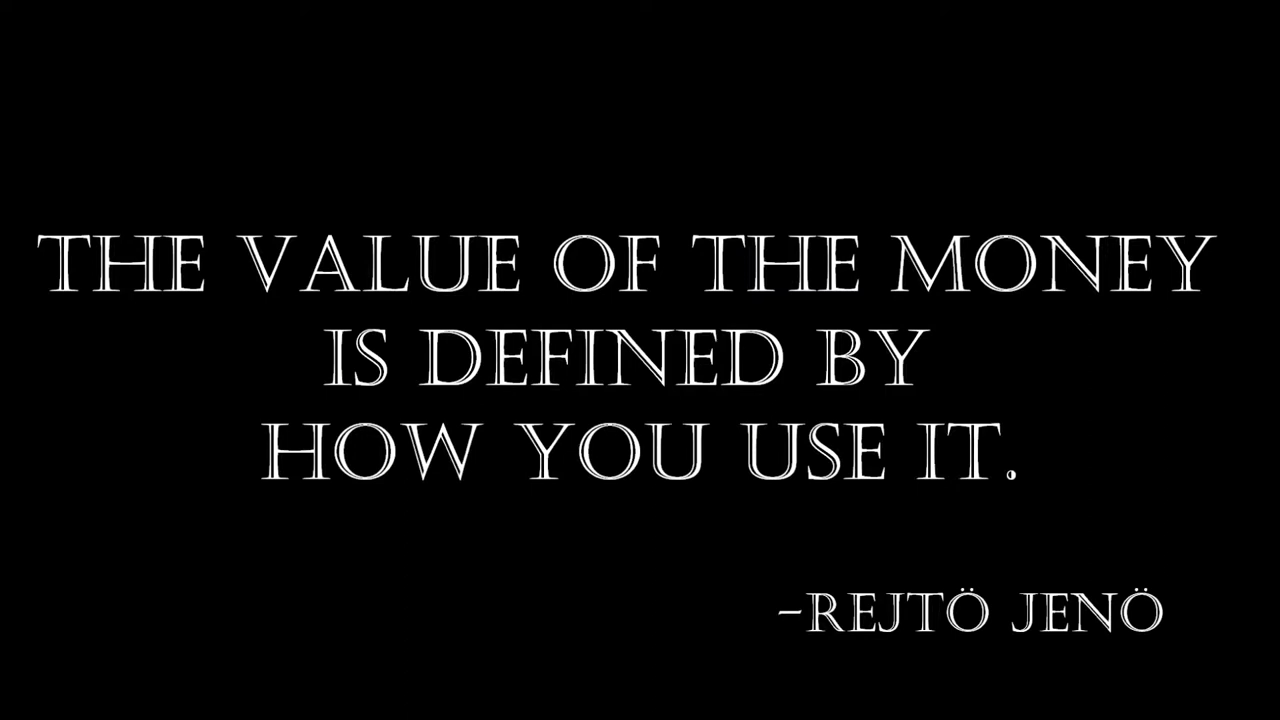 THE VALUE OF THE MONEY
IS DEFINED BY
HOW YOU USE IT.
-REJTÖ JENÖ